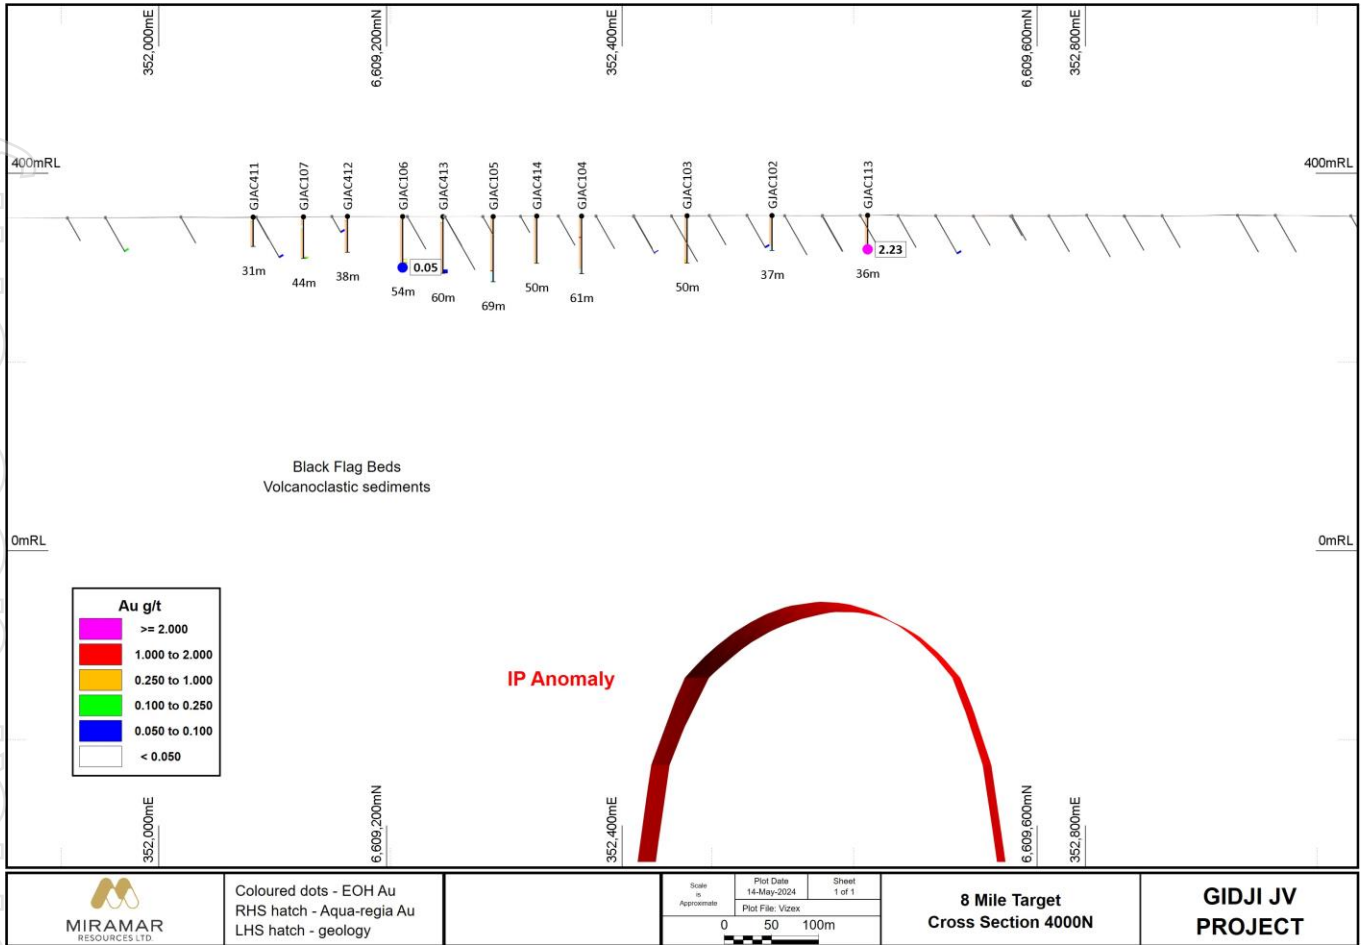 352,000mE
6,609,200mN
352,400mE
6,609,600mN
352,800mE
400mRL
400mRL
GJAC411
GJAC107
GJAC412
GJAC106
GJAC413
GJAC105
GJAC414
GJAC104
GJAC103
GJAC102
GJAC113
0.05
2.23
31m
44m
38m
54m
60m
69m
50m
61m
50m
37m
36m
Black Flag Beds
Volcanoclastic sediments
0mRL
0mRL
Au g/t
>= 2.000
1.000 to 2.000
0.250 to 1.000
0.100 to 0.250
0.050 to 0.100
< 0.050
IP Anomaly
352,000mE
6,609,200mN
352,400mE
6,609,600mN
352,800mE
MIRAMAR
RESOURCES LTD.
Coloured dots - EOH Au
RHS hatch - Aqua-regia Au
LHS hatch - geology
Scale
is
Approximate
Plot Date
14-May-2024
Sheet
1 of 1
Plot File: Vizex
0 50 100m
8 Mile Target
Cross Section 4000N
GIDJI JV
PROJECT